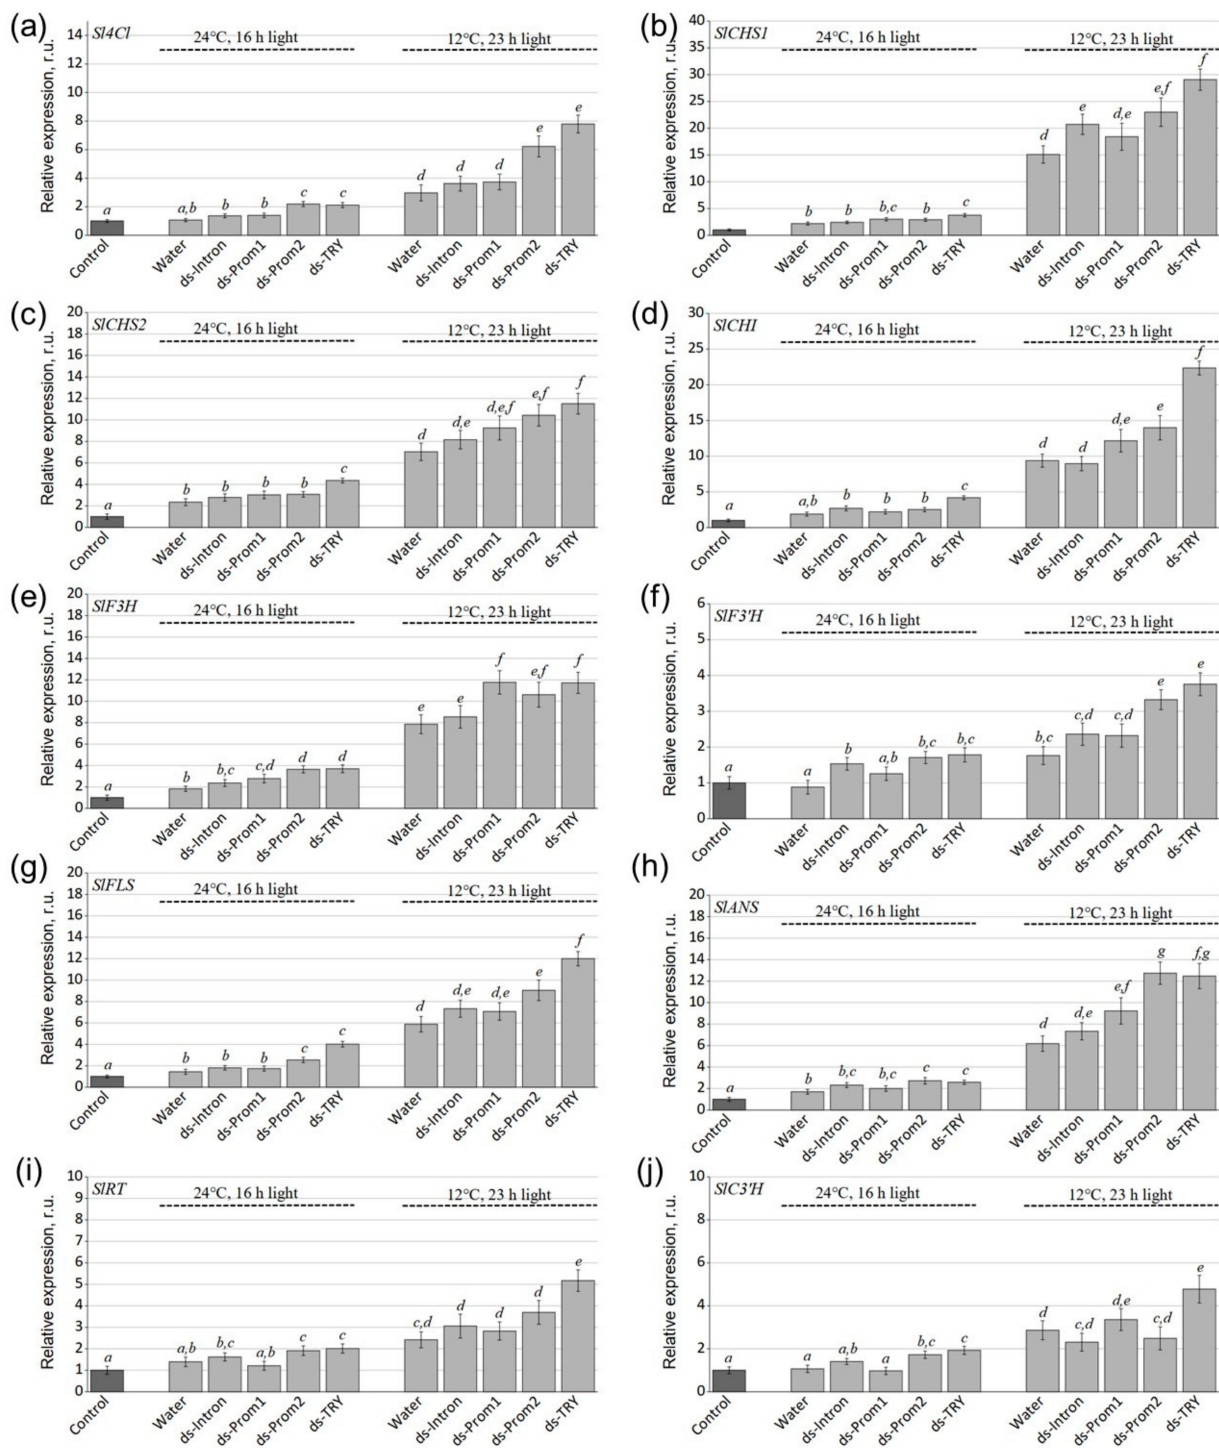 (a)
Sl4Cl
24°C, 16 h light
12°C, 23 h light
Relative expression, r.u.
14
12
10
8
6
4
2
0
a a,b b b c c d d d e e
Control Water ds-Intron ds-Prom1 ds-Prom2 ds-TRY Water ds-Intron ds-Prom1 ds-Prom2 ds-TRY
(b)
SlCHS1
24°C, 16 h light
12°C, 23 h light
Relative expression, r.u.
40
35
30
25
20
15
10
5
0
a b b b,c b c d e d,e e,f f
Control Water ds-Intron ds-Prom1 ds-Prom2 ds-TRY Water ds-Intron ds-Prom1 ds-Prom2 ds-TRY
(c)
SlCHS2
24°C, 16 h light
12°C, 23 h light
Relative expression, r.u.
20
18
16
14
12
10
8
6
4
2
0
a b b b b c d d,e d,e,f e,f f
Control Water ds-Intron ds-Prom1 ds-Prom2 ds-TRY Water ds-Intron ds-Prom1 ds-Prom2 ds-TRY
(d)
SlCHI
24°C, 16 h light
12°C, 23 h light
Relative expression, r.u.
30
25
20
15
10
5
0
a a,b b b b c d d d,e e f
Control Water ds-Intron ds-Prom1 ds-Prom2 ds-TRY Water ds-Intron ds-Prom1 ds-Prom2 ds-TRY
(e)
SlF3H
24°C, 16 h light
12°C, 23 h light
Relative expression, r.u.
20
18
16
14
12
10
8
6
4
2
0
a b b,c c,d d d e e f e,f f
Control Water ds-Intron ds-Prom1 ds-Prom2 ds-TRY Water ds-Intron ds-Prom1 ds-Prom2 ds-TRY
(f)
SlF3'H
24°C, 16 h light
12°C, 23 h light
Relative expression, r.u.
6
5
4
3
2
1
0
a a b a,b b,c b,c b,c c,d c,d e e
Control Water ds-Intron ds-Prom1 ds-Prom2 ds-TRY Water ds-Intron ds-Prom1 ds-Prom2 ds-TRY
(g)
SlFLS
24°C, 16 h light
12°C, 23 h light
Relative expression, r.u.
20
18
16
14
12
10
8
6
4
2
0
a b b b c c d d,e d,e e f
Control Water ds-Intron ds-Prom1 ds-Prom2 ds-TRY Water ds-Intron ds-Prom1 ds-Prom2 ds-TRY
(h)
SlANS
24°C, 16 h light
12°C, 23 h light
Relative expression, r.u.
20
18
16
14
12
10
8
6
4
2
0
a b b,c b,c c c d d,e e,f g f,g
Control Water ds-Intron ds-Prom1 ds-Prom2 ds-TRY Water ds-Intron ds-Prom1 ds-Prom2 ds-TRY
(i)
SlRT
24°C, 16 h light
12°C, 23 h light
Relative expression, r.u.
10
9
8
7
6
5
4
3
2
1
0
a a,b b,c a,b c c c,d d d d e
Control Water ds-Intron ds-Prom1 ds-Prom2 ds-TRY Water ds-Intron ds-Prom1 ds-Prom2 ds-TRY
(j)
SlC3'H
24°C, 16 h light
12°C, 23 h light
Relative expression, r.u.
10
8
6
4
2
0
a a a,b a b,c c d c,d d,e c,d e
Control Water ds-Intron ds-Prom1 ds-Prom2 ds-TRY Water ds-Intron ds-Prom1 ds-Prom2 ds-TRY